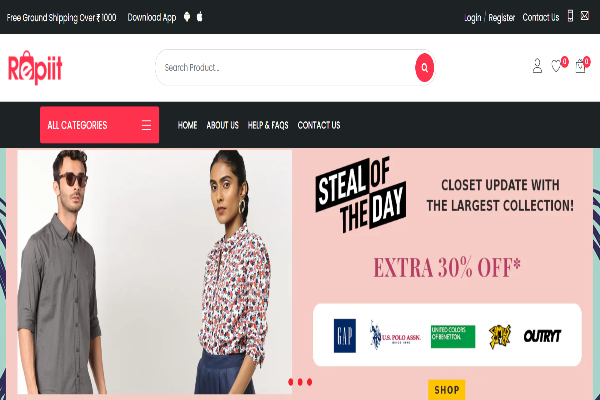 Free Ground Shipping Over ₹ 1000
Download App
Login / Register
Contact Us
Repiit
Search Product...
0
0
ALL CATEGORIES
HOME
ABOUT US
HELP & FAQS
CONTACT US
STEAL OF
THE DAY
CLOSET UPDATE WITH
THE LARGEST COLLECTION!
EXTRA 30% OFF*
GAP
U.S. POLO ASSN.
UNITED COLORS
OF BENETTON.
OUTRYT
SHOP